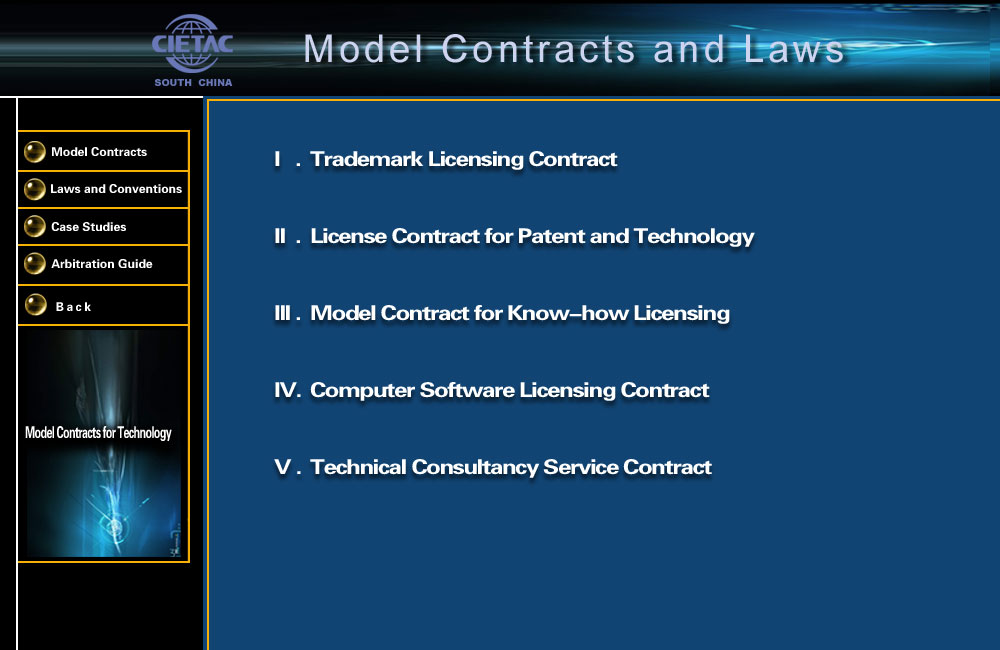 CIETAC
SOUTH CHINA
Model Contracts and Laws
Model Contracts
Laws and Conventions
Case Studies
Arbitration Guide
Back
Model Contracts for Technology
I . Trademark Licensing Contract
II . License Contract for Patent and Technology
III . Model Contract for Know-how Licensing
IV. Computer Software Licensing Contract
V . Technical Consultancy Service Contract